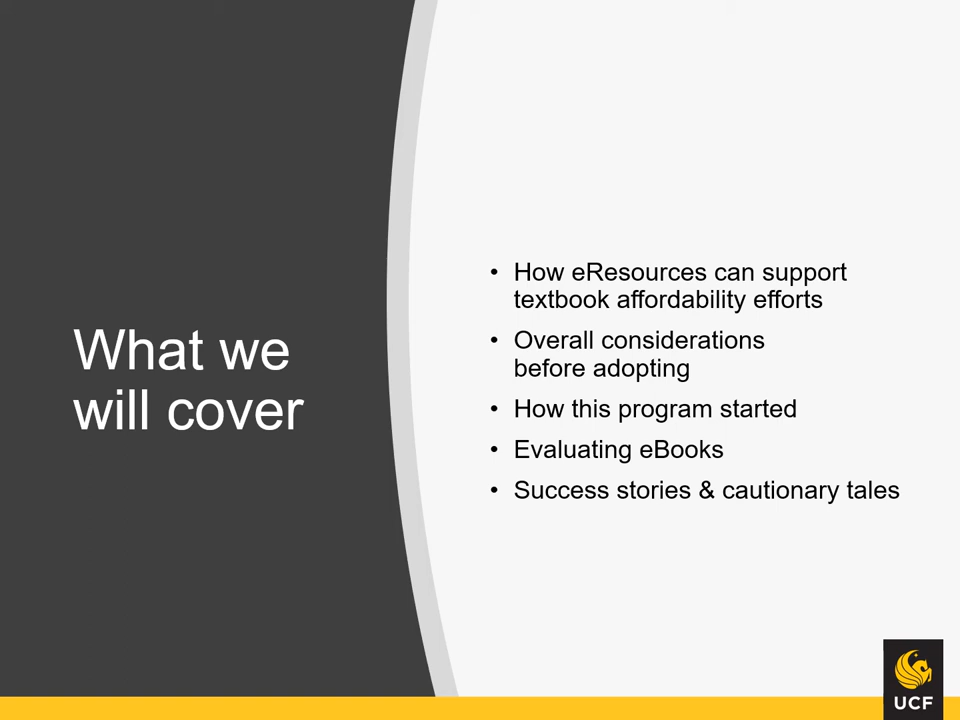 What we
will cover
• How eResources can support
textbook affordability efforts
• Overall considerations
before adopting
• How this program started
• Evaluating eBooks
• Success stories & cautionary tales
UCF